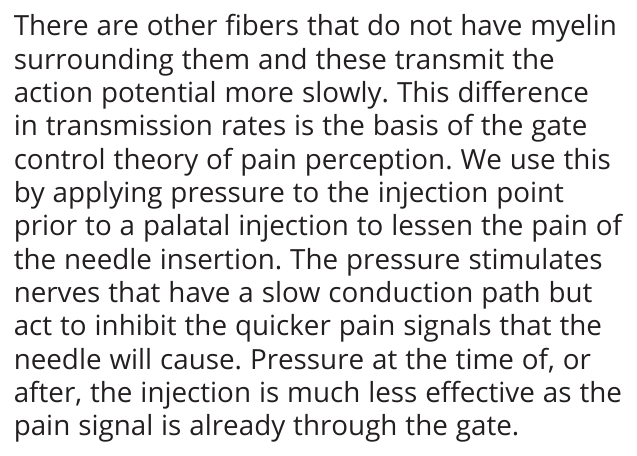 There are other fibers that do not have myelin
surrounding them and these transmit the
action potential more slowly. This difference
in transmission rates is the basis of the gate
control theory of pain perception. We use this
by applying pressure to the injection point
prior to a palatal injection to lessen the pain of
the needle insertion. The pressure stimulates
nerves that have a slow conduction path but
act to inhibit the quicker pain signals that the
needle will cause. Pressure at the time of, or
after, the injection is much less effective as the
pain signal is already through the gate.